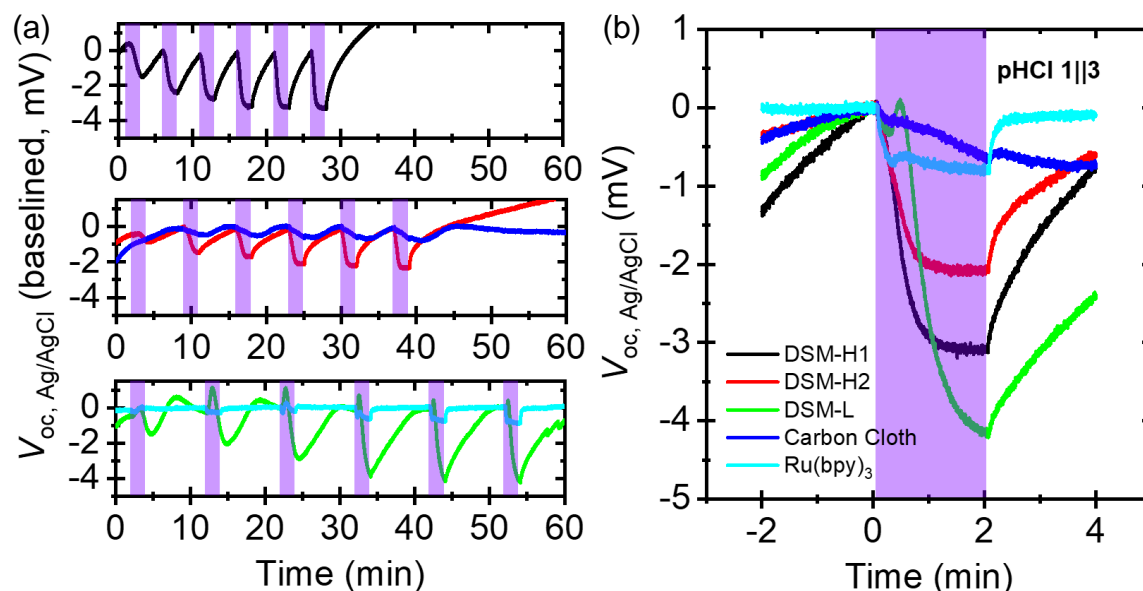 (a)
V_oc, Ag/AgCl (baselined, mV)
0
-2
-4
0 10 20 30 40 50 60
0
-2
-4
0 10 20 30 40 50 60
0
-2
-4
0 10 20 30 40 50 60
Time (min)
(b)
V_oc, Ag/AgCl (mV)
1
0
-1
-2
-3
-4
-5
pHCl 1||3
DSM-H1
DSM-H2
DSM-L
Carbon Cloth
Ru(bpy)₃
-2 0 2 4
Time (min)